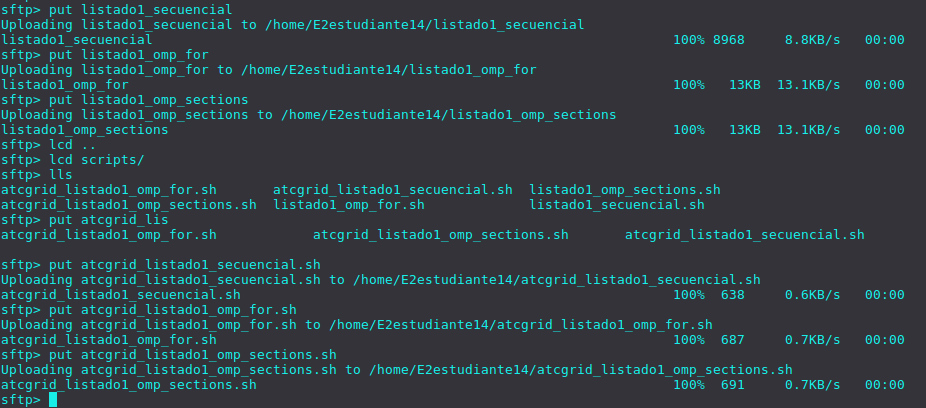 sftp> put listado1_secuencial
Uploading listado1_secuencial to /home/E2estudiante14/listado1_secuencial
listado1_secuencial 100% 8968 8.8KB/s 00:00
sftp> put listado1_omp_for
Uploading listado1_omp_for to /home/E2estudiante14/listado1_omp_for
listado1_omp_for 100% 13KB 13.1KB/s 00:00
sftp> put listado1_omp_sections
Uploading listado1_omp_sections to /home/E2estudiante14/listado1_omp_sections
listado1_omp_sections 100% 13KB 13.1KB/s 00:00
sftp> lcd ..
sftp> lcd scripts/
sftp> lls
atcgrid_listado1_omp_for.sh atcgrid_listado1_secuencial.sh listado1_omp_sections.sh
atcgrid_listado1_omp_sections.sh listado1_omp_for.sh listado1_secuencial.sh
sftp> put atcgrid_lis
atcgrid_listado1_omp_for.sh atcgrid_listado1_omp_sections.sh atcgrid_listado1_secuencial.sh
sftp> put atcgrid_listado1_secuencial.sh
Uploading atcgrid_listado1_secuencial.sh to /home/E2estudiante14/atcgrid_listado1_secuencial.sh
atcgrid_listado1_secuencial.sh 100% 638 0.6KB/s 00:00
sftp> put atcgrid_listado1_omp_for.sh
Uploading atcgrid_listado1_omp_for.sh to /home/E2estudiante14/atcgrid_listado1_omp_for.sh
atcgrid_listado1_omp_for.sh 100% 687 0.7KB/s 00:00
sftp> put atcgrid_listado1_omp_sections.sh
Uploading atcgrid_listado1_omp_sections.sh to /home/E2estudiante14/atcgrid_listado1_omp_sections.sh
atcgrid_listado1_omp_sections.sh 100% 691 0.7KB/s 00:00
sftp>